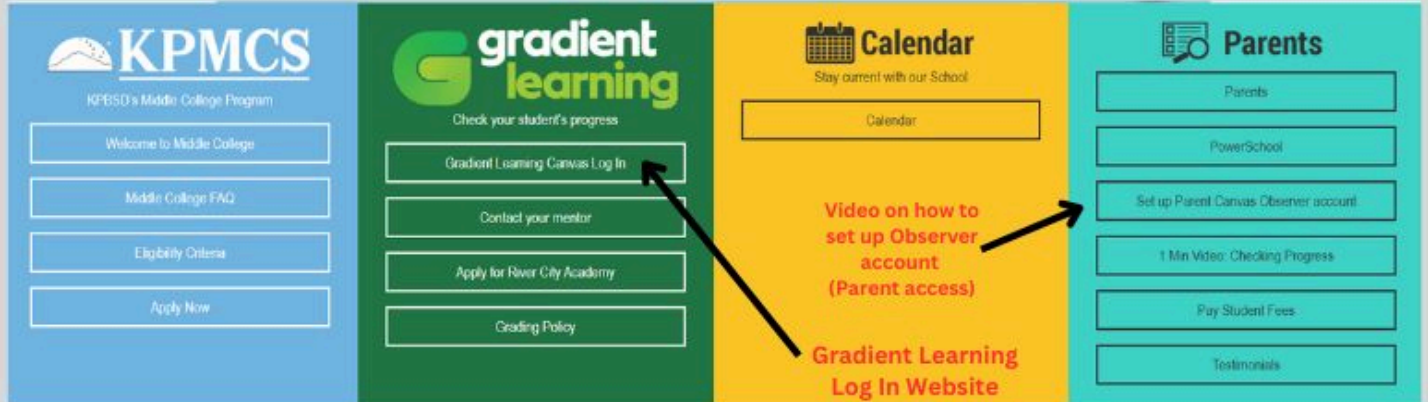 KPMCS
KPBSD's Middle College Program
Welcome to Middle College
Middle College FAQ
Eligibility Criteria
Apply Now
gradient
learning
Check your student's progress
Gradient Learning Canvas Log In
Contact your mentor
Apply for River City Academy
Grading Policy
Calendar
Stay current with our School
Calendar
Video on how to
set up Observer
account
(Parent access)
Gradient Learning
Log In Website
Parents
Parents
PowerSchool
Set up Parent Canvas Observer account
1 Min Video: Checking Progress
Pay Student Fees
Testimonials